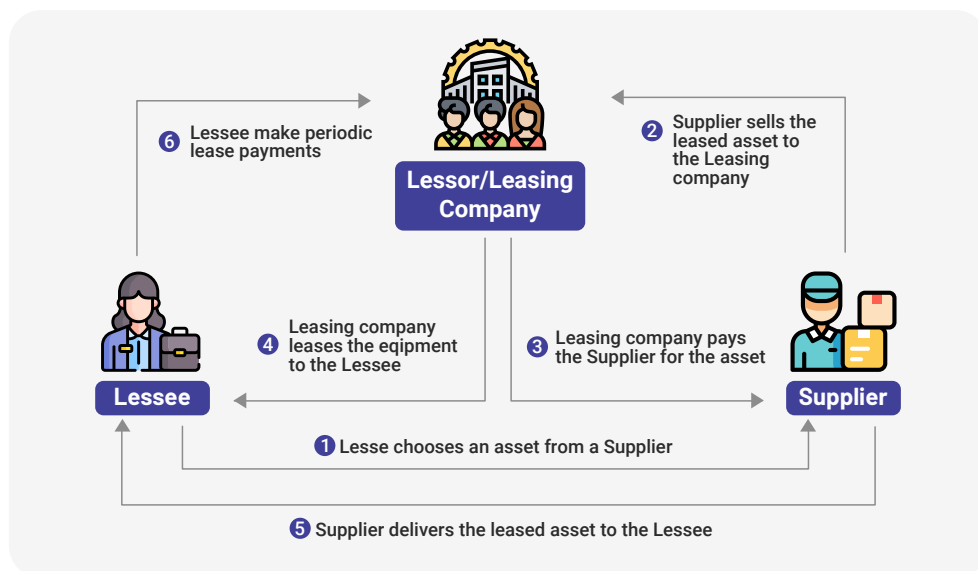 6 Lessee make periodic
lease payments
2 Supplier sells the
leased asset to
the Leasing
company
Lessor/Leasing
Company
4 Leasing company
leases the eqipment
to the Lessee
3 Leasing company pays
the Supplier for the asset
Lessee
Supplier
1 Lesse chooses an asset from a Supplier
5 Supplier delivers the leased asset to the Lessee